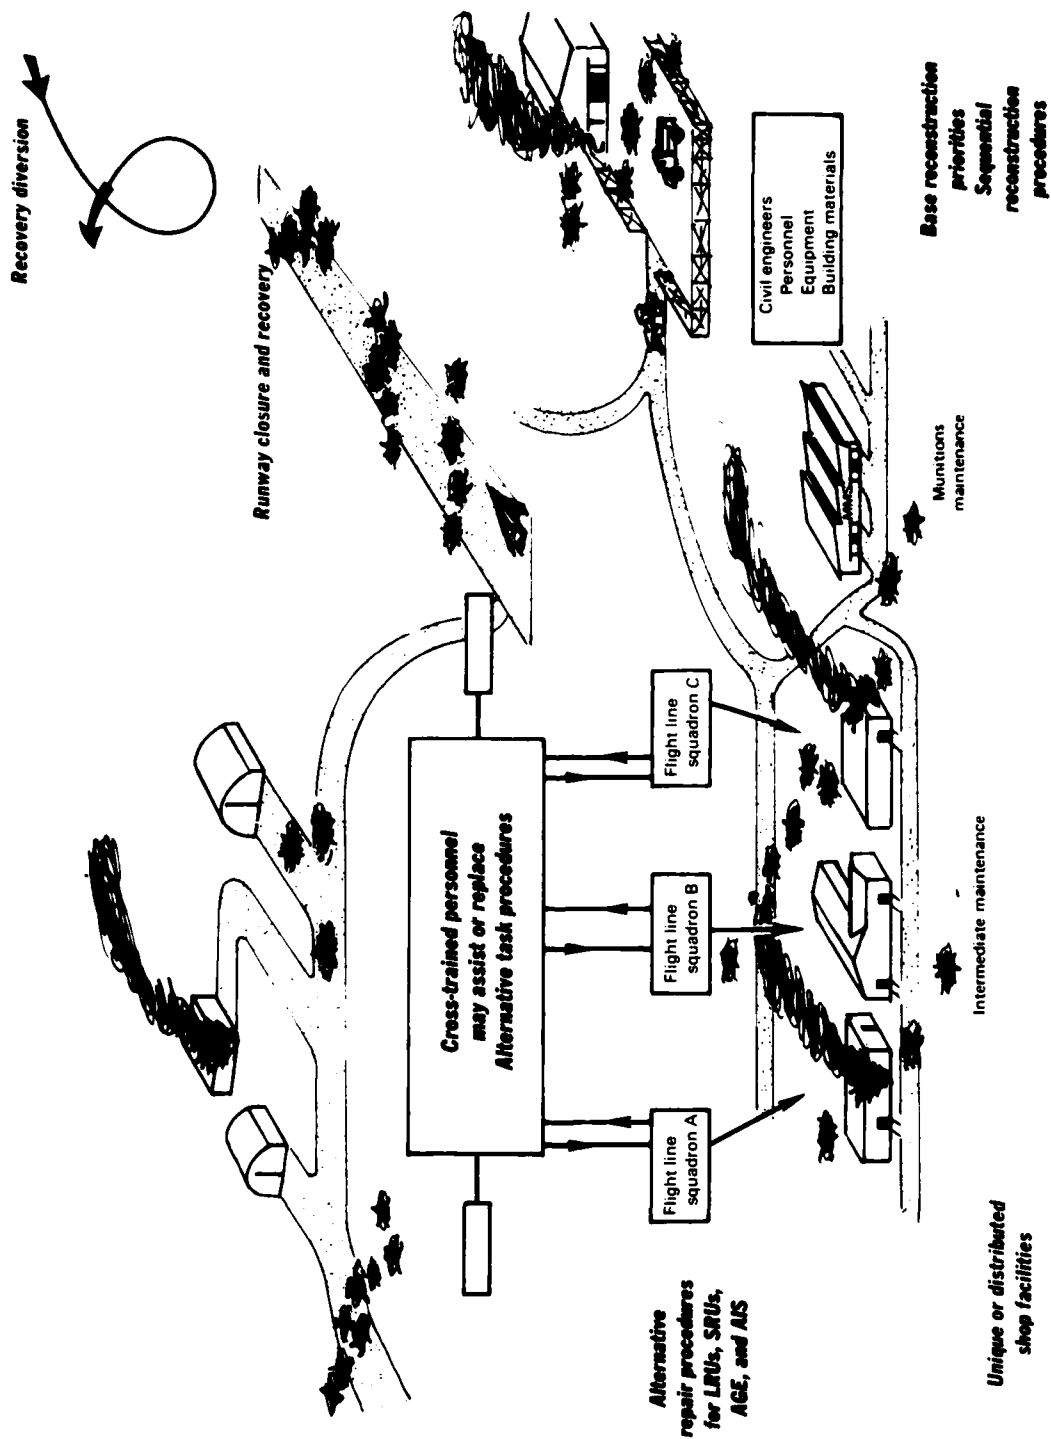 Recovery diversion
Runway closure and recovery
Cross-trained personnel
may assist or replace
Alternative task procedures
Flight line
squadron A
Flight line
squadron B
Flight line
squadron C
Alternative
repair procedures
for LRUs, SRUs,
AGE, and AIS
Civil engineers
Personnel
Equipment
Building materials
MMS
Munitions
maintenance
Intermediate maintenance
Unique or distributed
shop facilities
Base reconstruction
priorities
Sequential
reconstruction
procedures